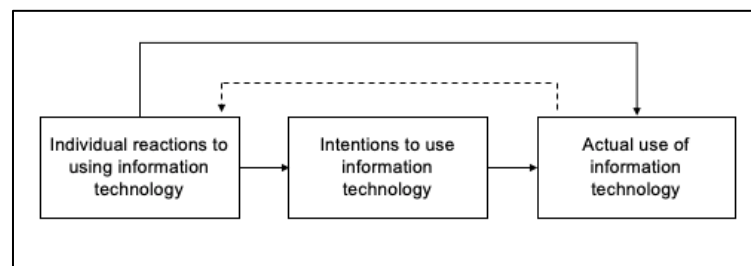 Individual reactions to
using information
technology
Intentions to use
information
technology
Actual use of
information
technology